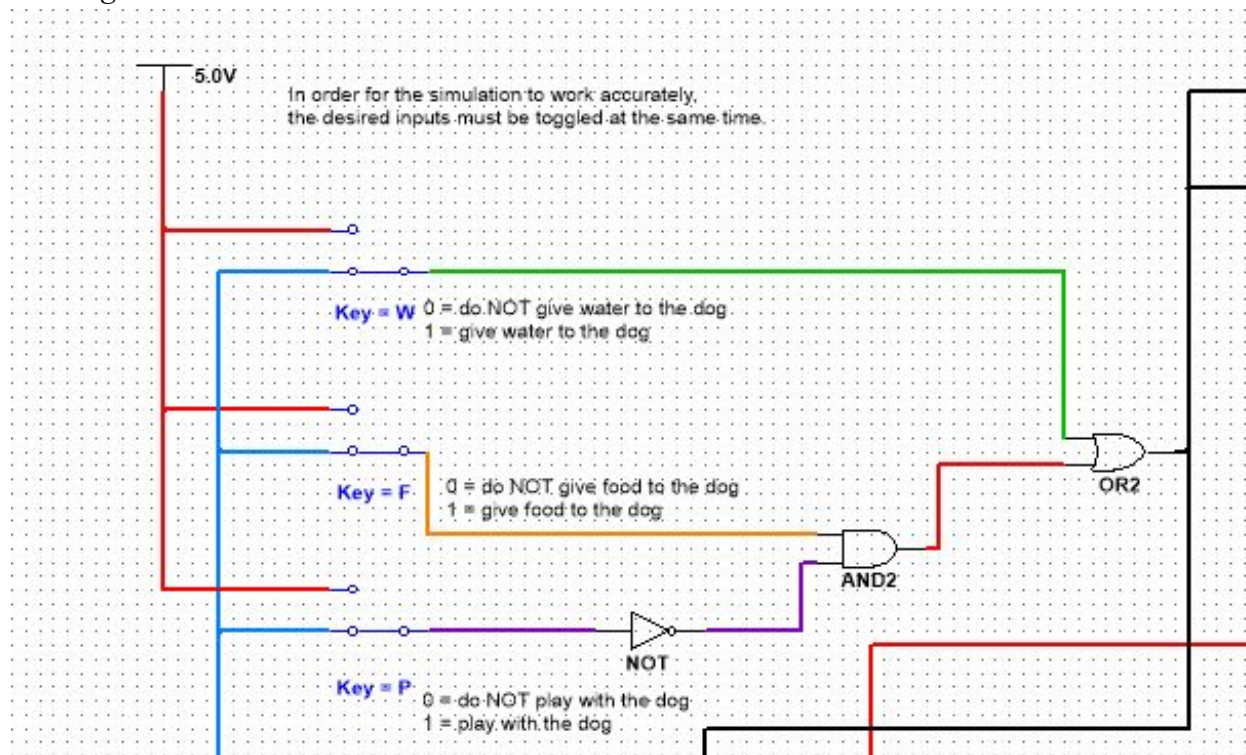 5.0V
In order for the simulation to work accurately,
the desired inputs must be toggled at the same time.
Key = W
0 = do NOT give water to the dog
1 = give water to the dog
Key = F
0 = do NOT give food to the dog
1 = give food to the dog
OR2
AND2
NOT
Key = P
0 = do NOT play with the dog
1 = play with the dog